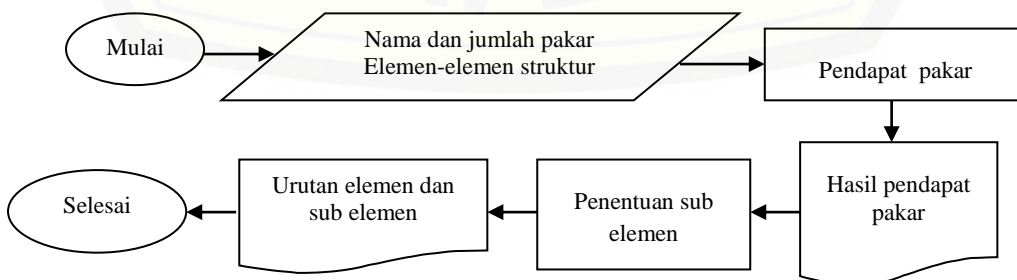 Mulai
Nama dan jumlah pakar
Elemen-elemen struktur
Pendapat pakar
Hasil pendapat
pakar
Penentuan sub
elemen
Urutan elemen dan
sub elemen
Selesai